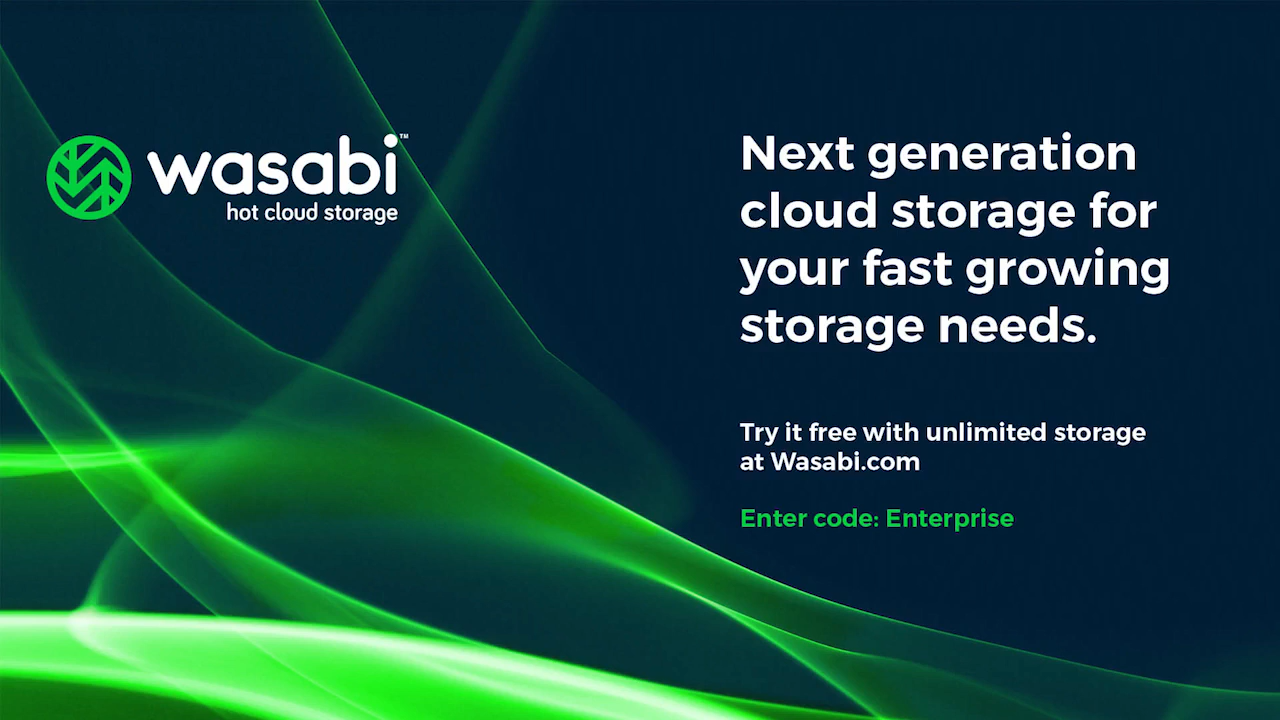 wasabi™
hot cloud storage
Next generation
cloud storage for
your fast growing
storage needs.
Try it free with unlimited storage
at Wasabi.com
Enter code: Enterprise